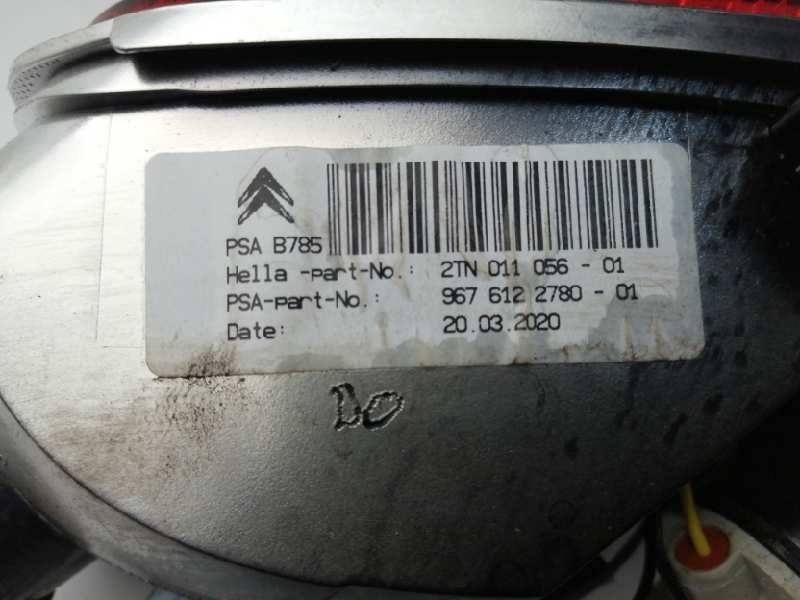 PSA B785
Hella -part-No.: 2TN 011 056 - 01
PSA-part-No.: 967 612 2780 - 01
Date: 20.03.2020
DO